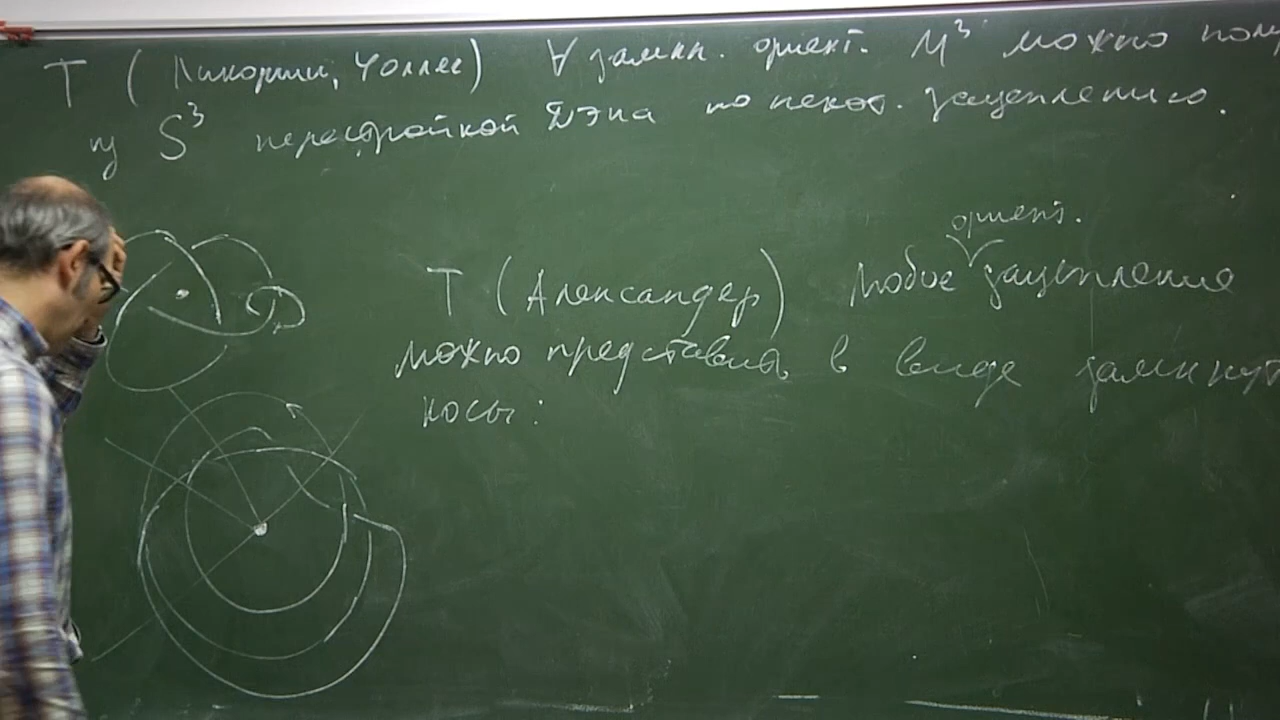 Т (Ликориш, Уоллес) ∀ замкн. ориент. M³ можно полу
из S³ перестройкой Дэна по некот. зацеплению.
ориент.
Т (Александер) Любое зацепление
можно представить в виде замкнут
косы: